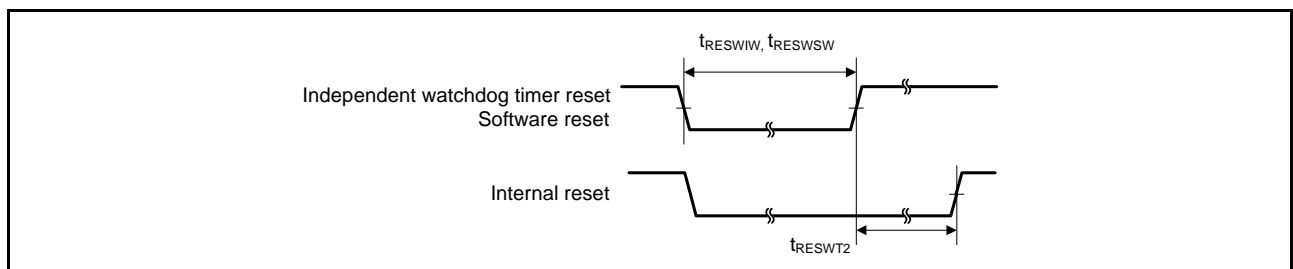 tRESWIW, tRESWSW
Independent watchdog timer reset
Software reset
Internal reset
tRESWT2